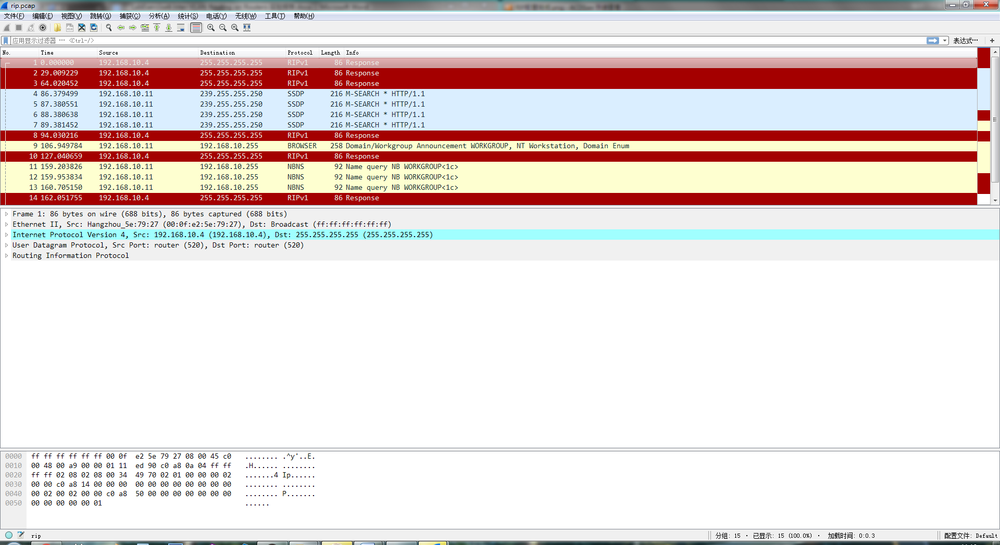 rip.pcap
文件(F) 编辑(E) 视图(V) 跳转(G) 捕获(C) 分析(A) 统计(S) 电话(Y) 无线(W) 工具(T) 帮助(H)
应用显示过滤器 … <Ctrl-/> 表达式… +
No. Time Source Destination Protocol Length Info
1 0.000000 192.168.10.4 255.255.255.255 RIPv1 86 Response
2 29.009229 192.168.10.4 255.255.255.255 RIPv1 86 Response
3 64.020452 192.168.10.4 255.255.255.255 RIPv1 86 Response
4 86.379499 192.168.10.11 239.255.255.250 SSDP 216 M-SEARCH * HTTP/1.1
5 87.380551 192.168.10.11 239.255.255.250 SSDP 216 M-SEARCH * HTTP/1.1
6 88.380638 192.168.10.11 239.255.255.250 SSDP 216 M-SEARCH * HTTP/1.1
7 89.381452 192.168.10.11 239.255.255.250 SSDP 216 M-SEARCH * HTTP/1.1
8 94.030216 192.168.10.4 255.255.255.255 RIPv1 86 Response
9 106.949784 192.168.10.11 192.168.10.255 BROWSER 258 Domain/Workgroup Announcement WORKGROUP, NT Workstation, Domain Enum
10 127.040659 192.168.10.4 255.255.255.255 RIPv1 86 Response
11 159.203826 192.168.10.11 192.168.10.255 NBNS 92 Name query NB WORKGROUP<1c>
12 159.953834 192.168.10.11 192.168.10.255 NBNS 92 Name query NB WORKGROUP<1c>
13 160.705150 192.168.10.11 192.168.10.255 NBNS 92 Name query NB WORKGROUP<1c>
14 162.051755 192.168.10.4 255.255.255.255 RIPv1 86 Response
Frame 1: 86 bytes on wire (688 bits), 86 bytes captured (688 bits)
Ethernet II, Src: Hangzhou_5e:79:27 (00:0f:e2:5e:79:27), Dst: Broadcast (ff:ff:ff:ff:ff:ff)
Internet Protocol Version 4, Src: 192.168.10.4 (192.168.10.4), Dst: 255.255.255.255 (255.255.255.255)
User Datagram Protocol, Src Port: router (520), Dst Port: router (520)
Routing Information Protocol
0000 ff ff ff ff ff ff 00 0f e2 5e 79 27 08 00 45 c0 ........ .^y'..E.
0010 00 48 00 a9 00 00 01 11 ed 90 c0 a8 0a 04 ff ff .H...... ........
0020 ff ff 02 08 02 08 00 34 49 70 02 01 00 00 00 02 .......4 Ip......
0030 00 00 c0 a8 14 00 00 00 00 00 00 00 00 00 00 00 ........ ........
0040 00 02 00 02 00 00 c0 a8 50 00 00 00 00 00 00 00 ........ P.......
0050 00 00 00 00 00 01 ......
rip 分组: 15 · 已显示: 15 (100.0%) · 加载时间: 0:0.3 配置文件: Default